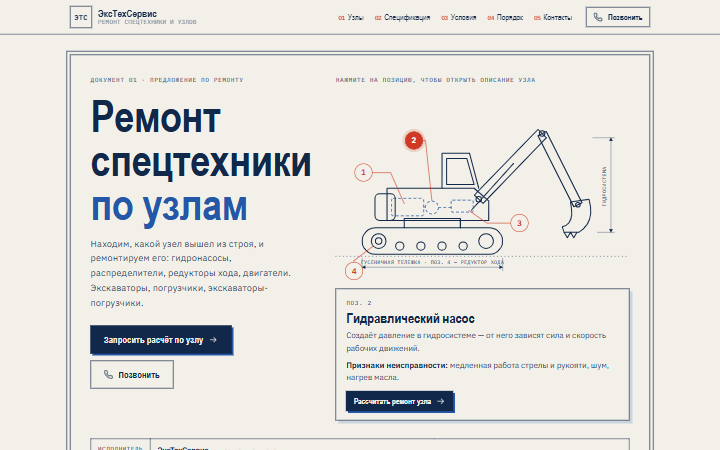 ЭТС
ЭксТехСервис
РЕМОНТ СПЕЦТЕХНИКИ И УЗЛОВ
01 Узлы
02 Спецификация
03 Условия
04 Порядок
05 Контакты
Позвонить
ДОКУМЕНТ 01 · ПРЕДЛОЖЕНИЕ ПО РЕМОНТУ
Ремонт
спецтехники
по узлам
Находим, какой узел вышел из строя, и
ремонтируем его: гидронасосы,
распределители, редукторы хода, двигатели.
Экскаваторы, погрузчики, экскаваторы-
погрузчики.
Запросить расчёт по узлу →
Позвонить
НАЖМИТЕ НА ПОЗИЦИЮ, ЧТОБЫ ОТКРЫТЬ ОПИСАНИЕ УЗЛА
2
1
3
4
ГИДРОСИСТЕМА
ГУСЕНИЧНАЯ ТЕЛЕЖКА · ПОЗ. 4 — РЕДУКТОР ХОДА
ПОЗ. 2
Гидравлический насос
Создаёт давление в гидросистеме — от него зависят сила и скорость
рабочих движений.
Признаки неисправности: медленная работа стрелы и рукояти, шум,
нагрев масла.
Рассчитать ремонт узла →
ИСПОЛНИТЕЛЬ
ЭксТехСервис